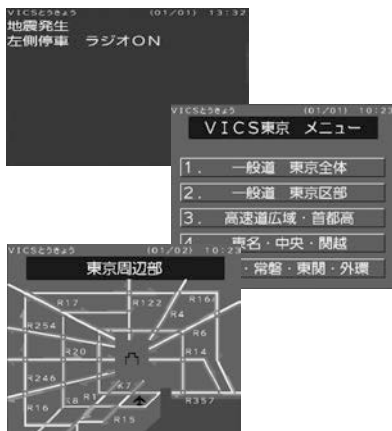 VICSとうきょう (01/01) 13:32
地震発生
左側停車 ラジオON
VICSとうきょう (01/01) 10:23
VICS東京 メニュー
1. 一般道 東京全体
2. 一般道 東京区部
3. 高速道広域・首都高
4. 東名・中央・関越
・常磐・東関・外環
VICSとうきょう (01/02) 10:23
東京周辺部
R17
R122
R16
R4
R254
R6
R20
R14
R246
K7
R16
R8
R1
R357
R15